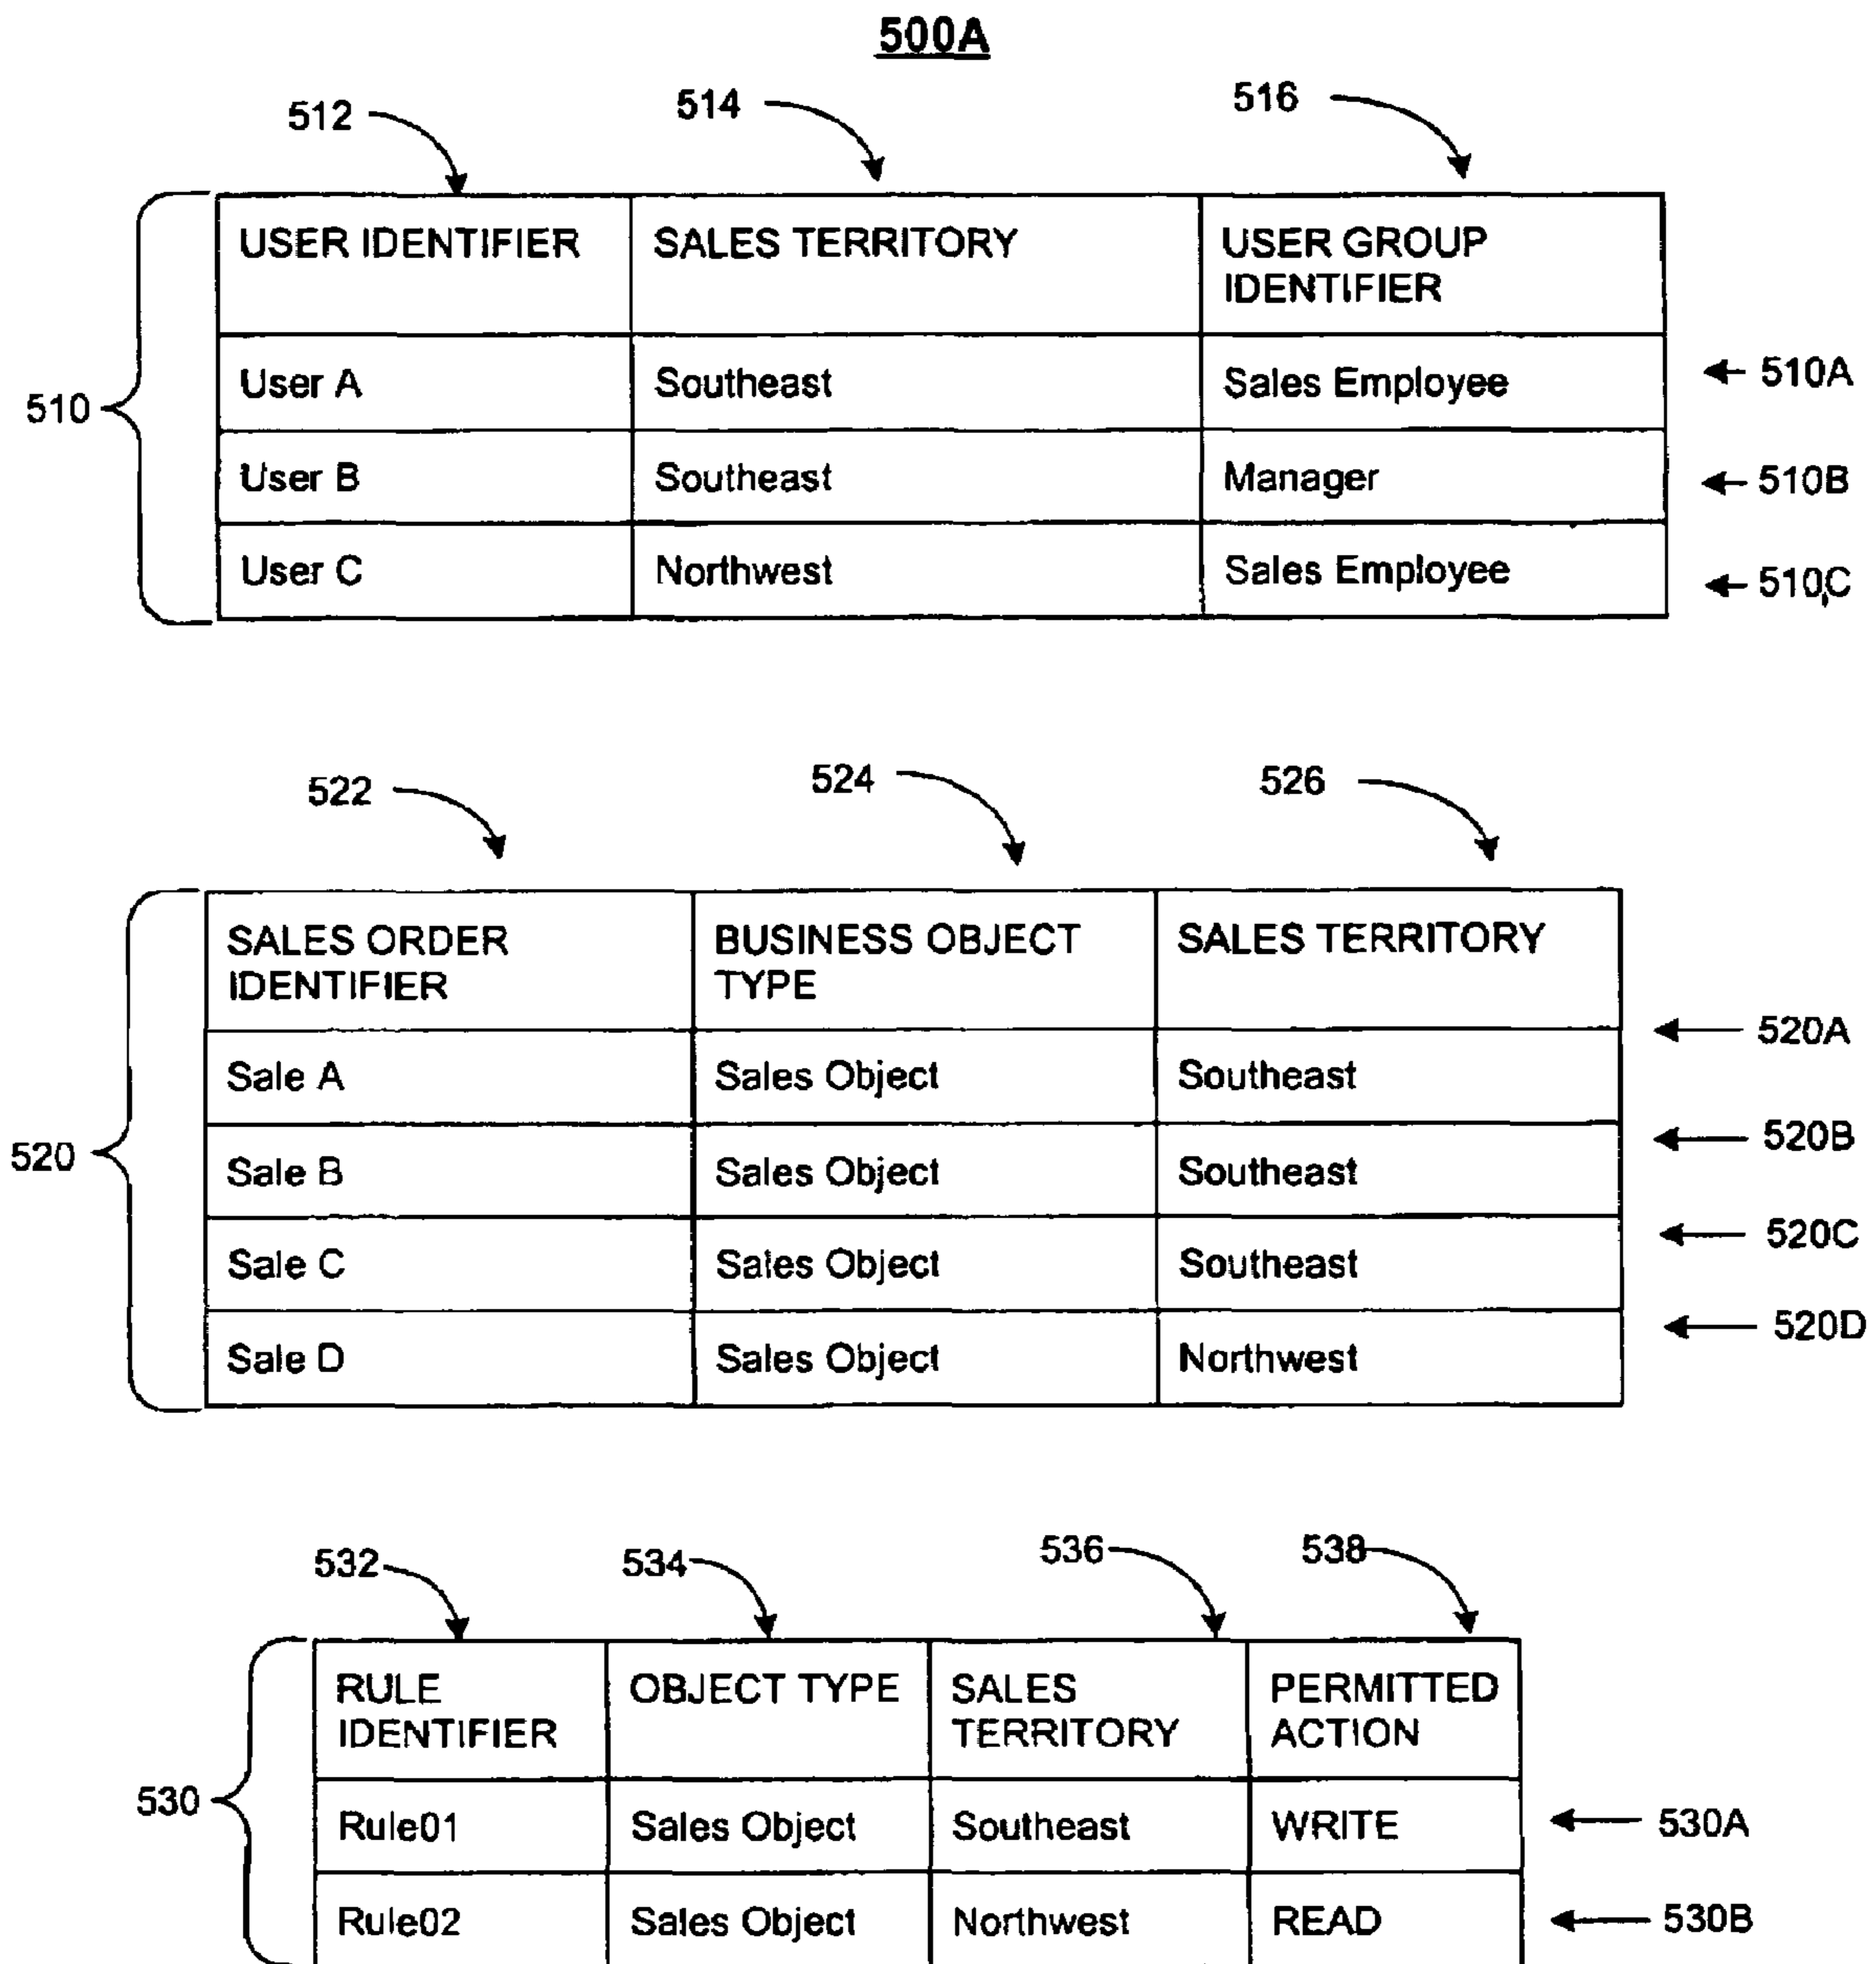 500A
512 514 516
USER IDENTIFIER SALES TERRITORY USER GROUP
IDENTIFIER
User A Southeast Sales Employee 510A
510
User B Southeast Manager 510B
User C Northwest Sales Employee 510C
522 524 526
SALES ORDER BUSINESS OBJECT SALES TERRITORY
IDENTIFIER TYPE
520A
Sale A Sales Object Southeast
520B
520
Sale B Sales Object Southeast
520C
Sale C Sales Object Southeast
520D
Sale D Sales Object Northwest
532 534 536 538
RULE OBJECT TYPE SALES PERMITTED
IDENTIFIER TERRITORY ACTION
530
Rule01 Sales Object Southeast WRITE 530A
Rule02 Sales Object Northwest READ 530B